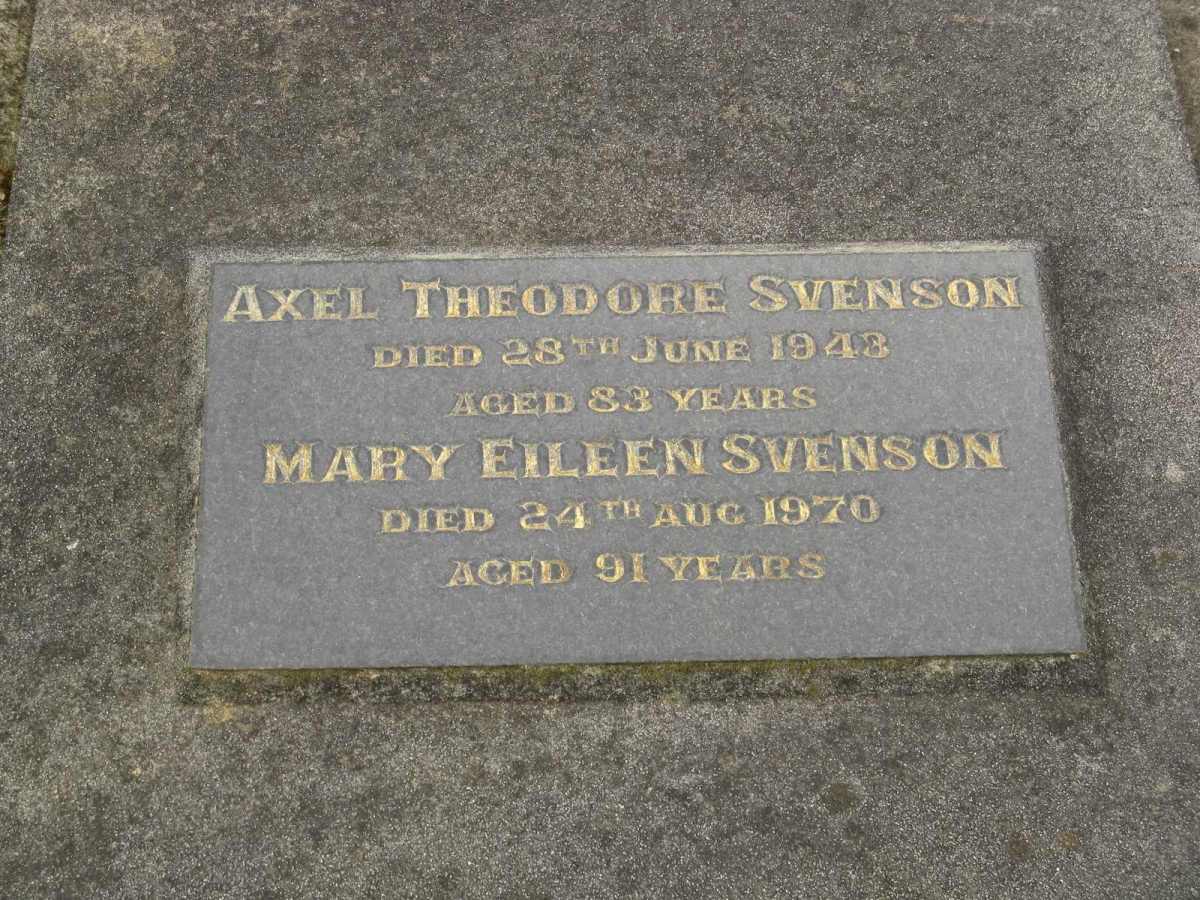 AXEL THEODORE SVENSON
DIED 28TH JUNE 1943
AGED 83 YEARS
MARY EILEEN SVENSON
DIED 24TH AUG 1970
AGED 91 YEARS